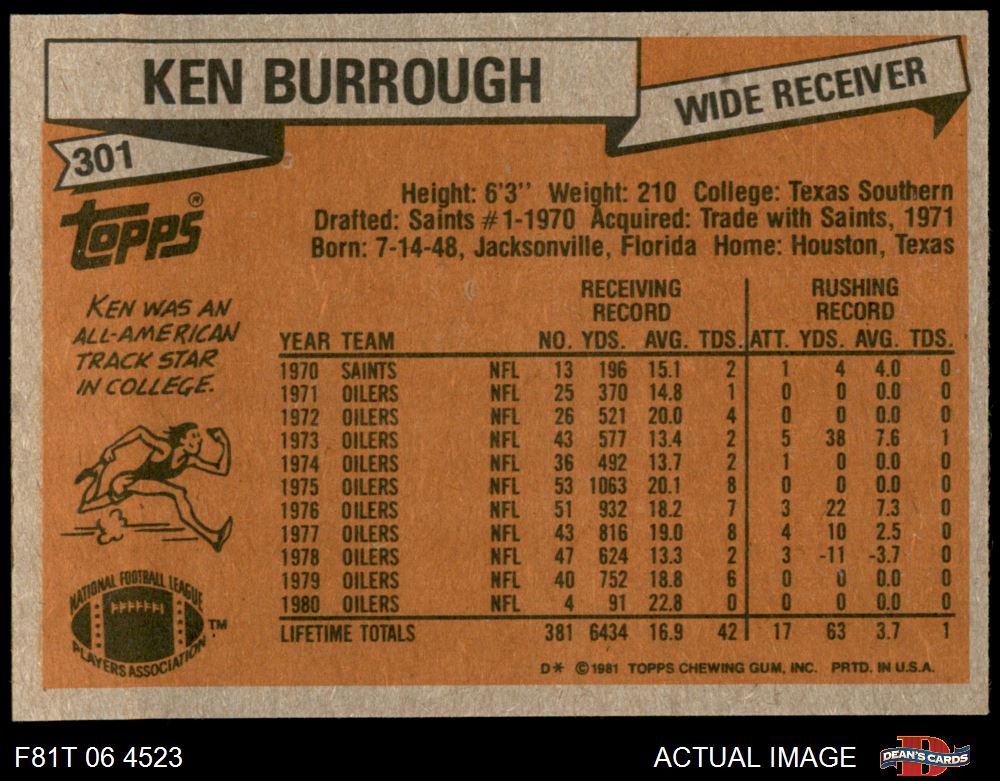 KEN BURROUGH
WIDE RECEIVER
301
TOPPS®
Height: 6'3'' Weight: 210 College: Texas Southern
Drafted: Saints #1-1970 Acquired: Trade with Saints, 1971
Born: 7-14-48, Jacksonville, Florida Home: Houston, Texas
KEN WAS AN
ALL-AMERICAN
TRACK STAR
IN COLLEGE.
RECEIVING RUSHING
RECORD RECORD
YEAR TEAM NO. YDS. AVG. TDS. ATT. YDS. AVG. TDS.
1970 SAINTS NFL 13 196 15.1 2 1 4 4.0 0
1971 OILERS NFL 25 370 14.8 1 0 0 0.0 0
1972 OILERS NFL 26 521 20.0 4 0 0 0.0 0
1973 OILERS NFL 43 577 13.4 2 5 38 7.6 1
1974 OILERS NFL 36 492 13.7 2 1 0 0.0 0
1975 OILERS NFL 53 1063 20.1 8 0 0 0.0 0
1976 OILERS NFL 51 932 18.2 7 3 22 7.3 0
1977 OILERS NFL 43 816 19.0 8 4 10 2.5 0
1978 OILERS NFL 47 624 13.3 2 3 -11 -3.7 0
1979 OILERS NFL 40 752 18.8 6 0 0 0.0 0
1980 OILERS NFL 4 91 22.8 0 0 0 0.0 0
LIFETIME TOTALS 381 6434 16.9 42 17 63 3.7 1
NATIONAL FOOTBALL LEAGUE
PLAYERS ASSOCIATION
TM
D* ©1981 TOPPS CHEWING GUM, INC. PRTD. IN U.S.A.
F81T 06 4523
ACTUAL IMAGE
D
DEAN'S CARDS